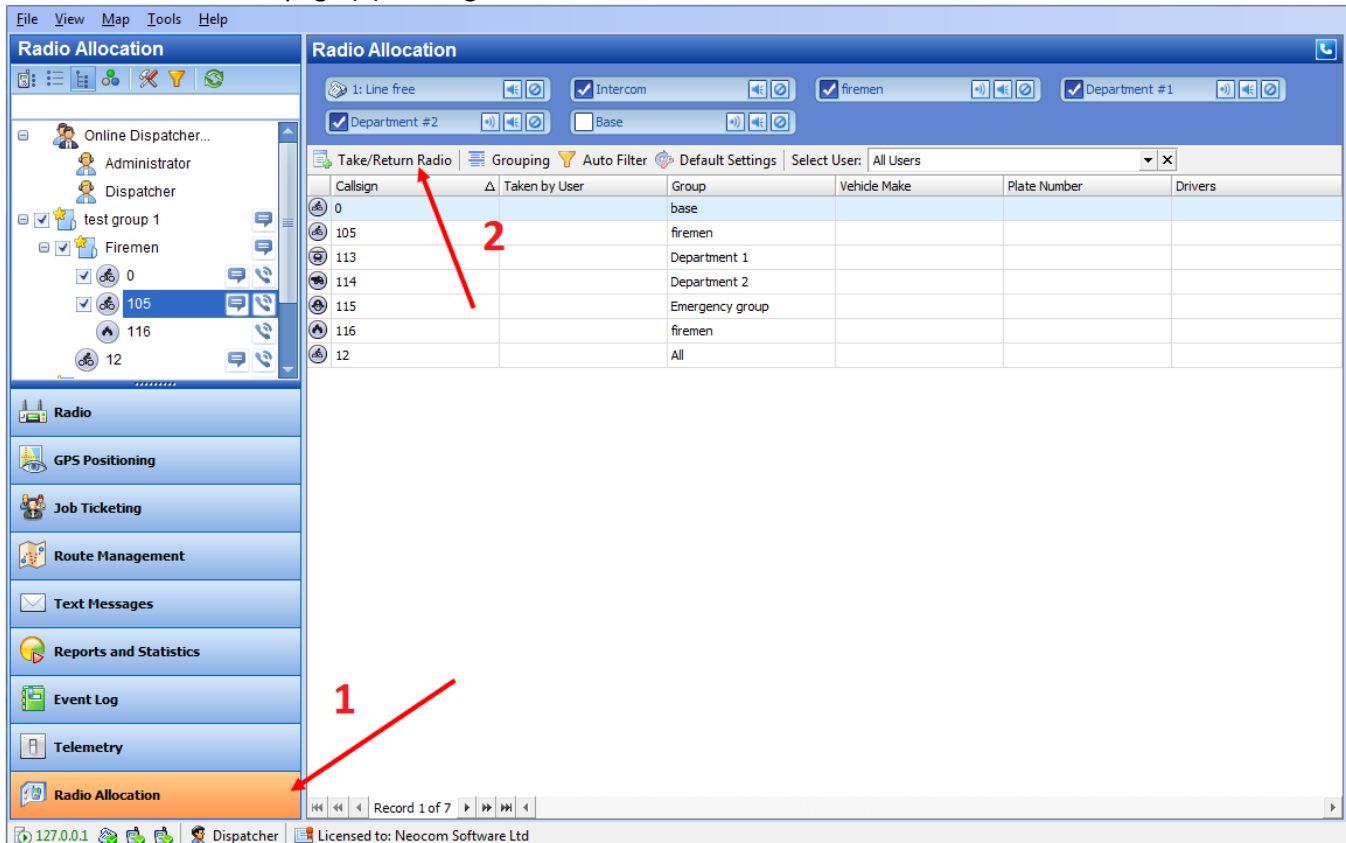 File View Map Tools Help
Radio Allocation
Online Dispatcher...
Administrator
Dispatcher
test group 1
Firemen
0
105
116
12
Radio
GPS Positioning
Job Ticketing
Route Management
Text Messages
Reports and Statistics
Event Log
Telemetry
Radio Allocation
Radio Allocation
1: Line free Intercom firemen Department #1
Department #2 Base
Take/Return Radio Grouping Auto Filter Default Settings Select User: All Users
Callsign Taken by User Group Vehicle Make Plate Number Drivers
0 base
105 firemen
113 Department 1
114 Department 2
115 Emergency group
116 firemen
12 All
2
1
Record 1 of 7
127.0.0.1 Dispatcher Licensed to: Neocom Software Ltd